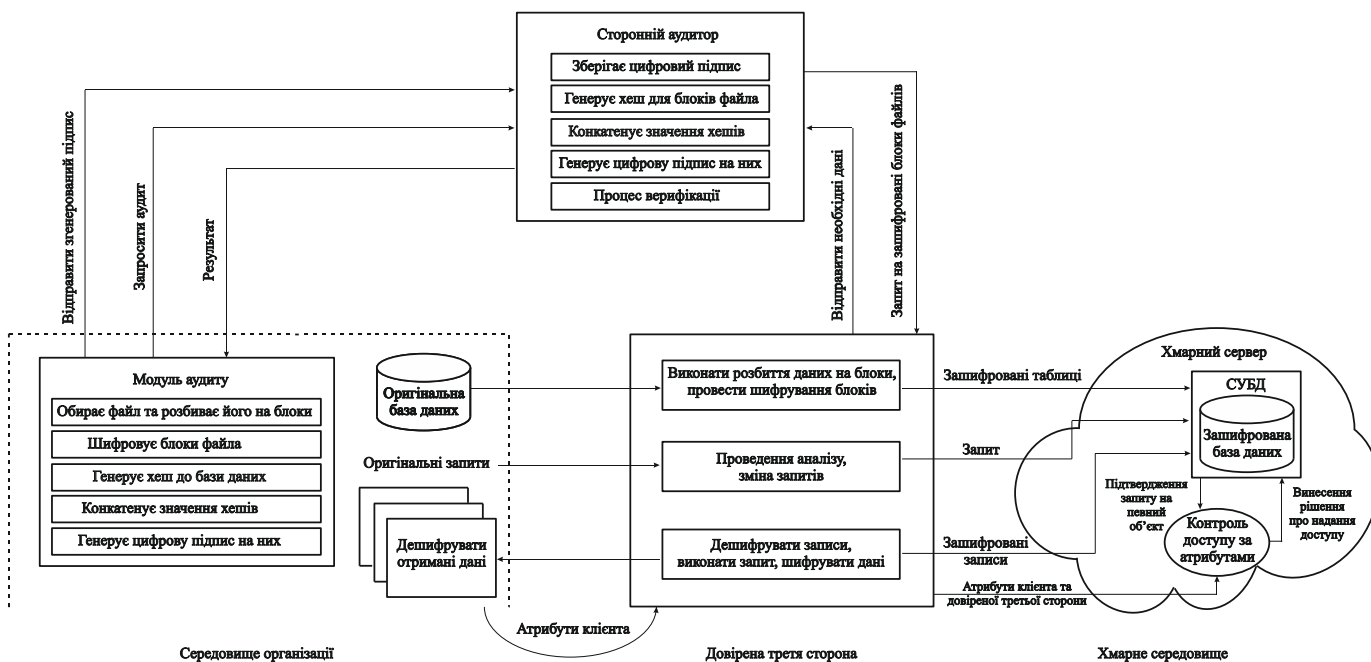 Сторонній аудитор
Зберігає цифровий підпис
Генерує хеш для блоків файла
Конкатенує значення хешів
Генерує цифрову підпис на них
Процес верифікації
Відправити згенерований підпис
Запросити аудит
Результат
Відправити необхідні дані
Запит на зашифровані блоки файлів
Модуль аудиту
Обирає файл та розбиває його на блоки
Шифровує блоки файла
Генерує хеш до бази даних
Конкатенує значення хешів
Генерує цифрову підпис на них
Оригінальна
база даних
Оригінальні запити
Дешифрувати
отримані дані
Атрибути клієнта
Виконати розбиття даних на блоки,
провести шифрування блоків
Проведення аналізу,
зміна запитів
Дешифрувати записи,
виконати запит, шифрувати дані
Зашифровані таблиці
Запит
Зашифровані
записи
Атрибути клієнта та
довіреної третьої сторони
Хмарний сервер
СУБД
Зашифрована
база даних
Підтвердження
запиту на
певний
об’єкт
Винесення
рішення
про надання
доступу
Контроль
доступу за
атрибутами
Середовище організації
Довірена третя сторона
Хмарне середовище